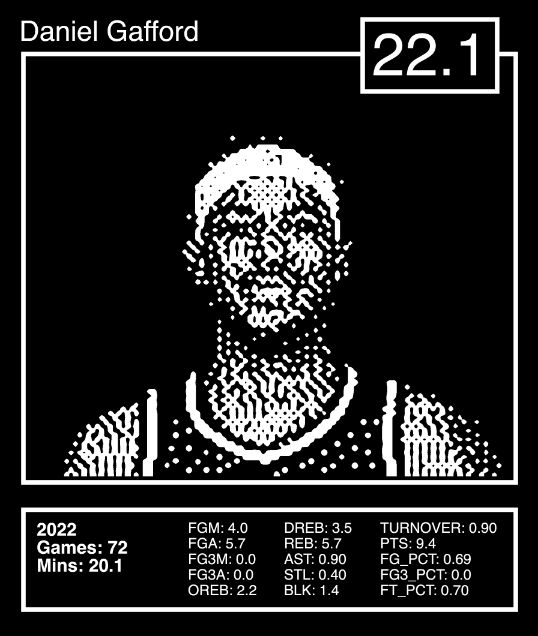 Daniel Gafford
22.1
2022
Games: 72
Mins: 20.1
FGM: 4.0
FGA: 5.7
FG3M: 0.0
FG3A: 0.0
OREB: 2.2
DREB: 3.5
REB: 5.7
AST: 0.90
STL: 0.40
BLK: 1.4
TURNOVER: 0.90
PTS: 9.4
FG_PCT: 0.69
FG3_PCT: 0.0
FT_PCT: 0.70